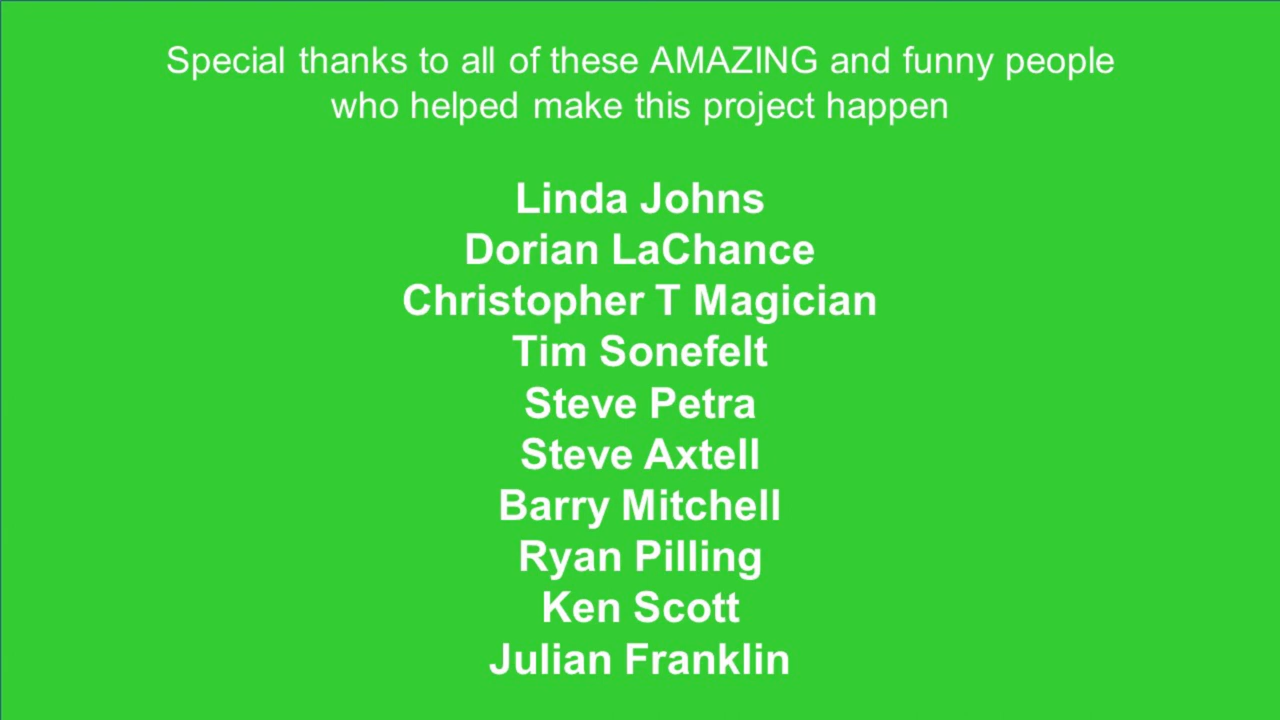 Special thanks to all of these AMAZING and funny people
who helped make this project happen
Linda Johns
Dorian LaChance
Christopher T Magician
Tim Sonefelt
Steve Petra
Steve Axtell
Barry Mitchell
Ryan Pilling
Ken Scott
Julian Franklin